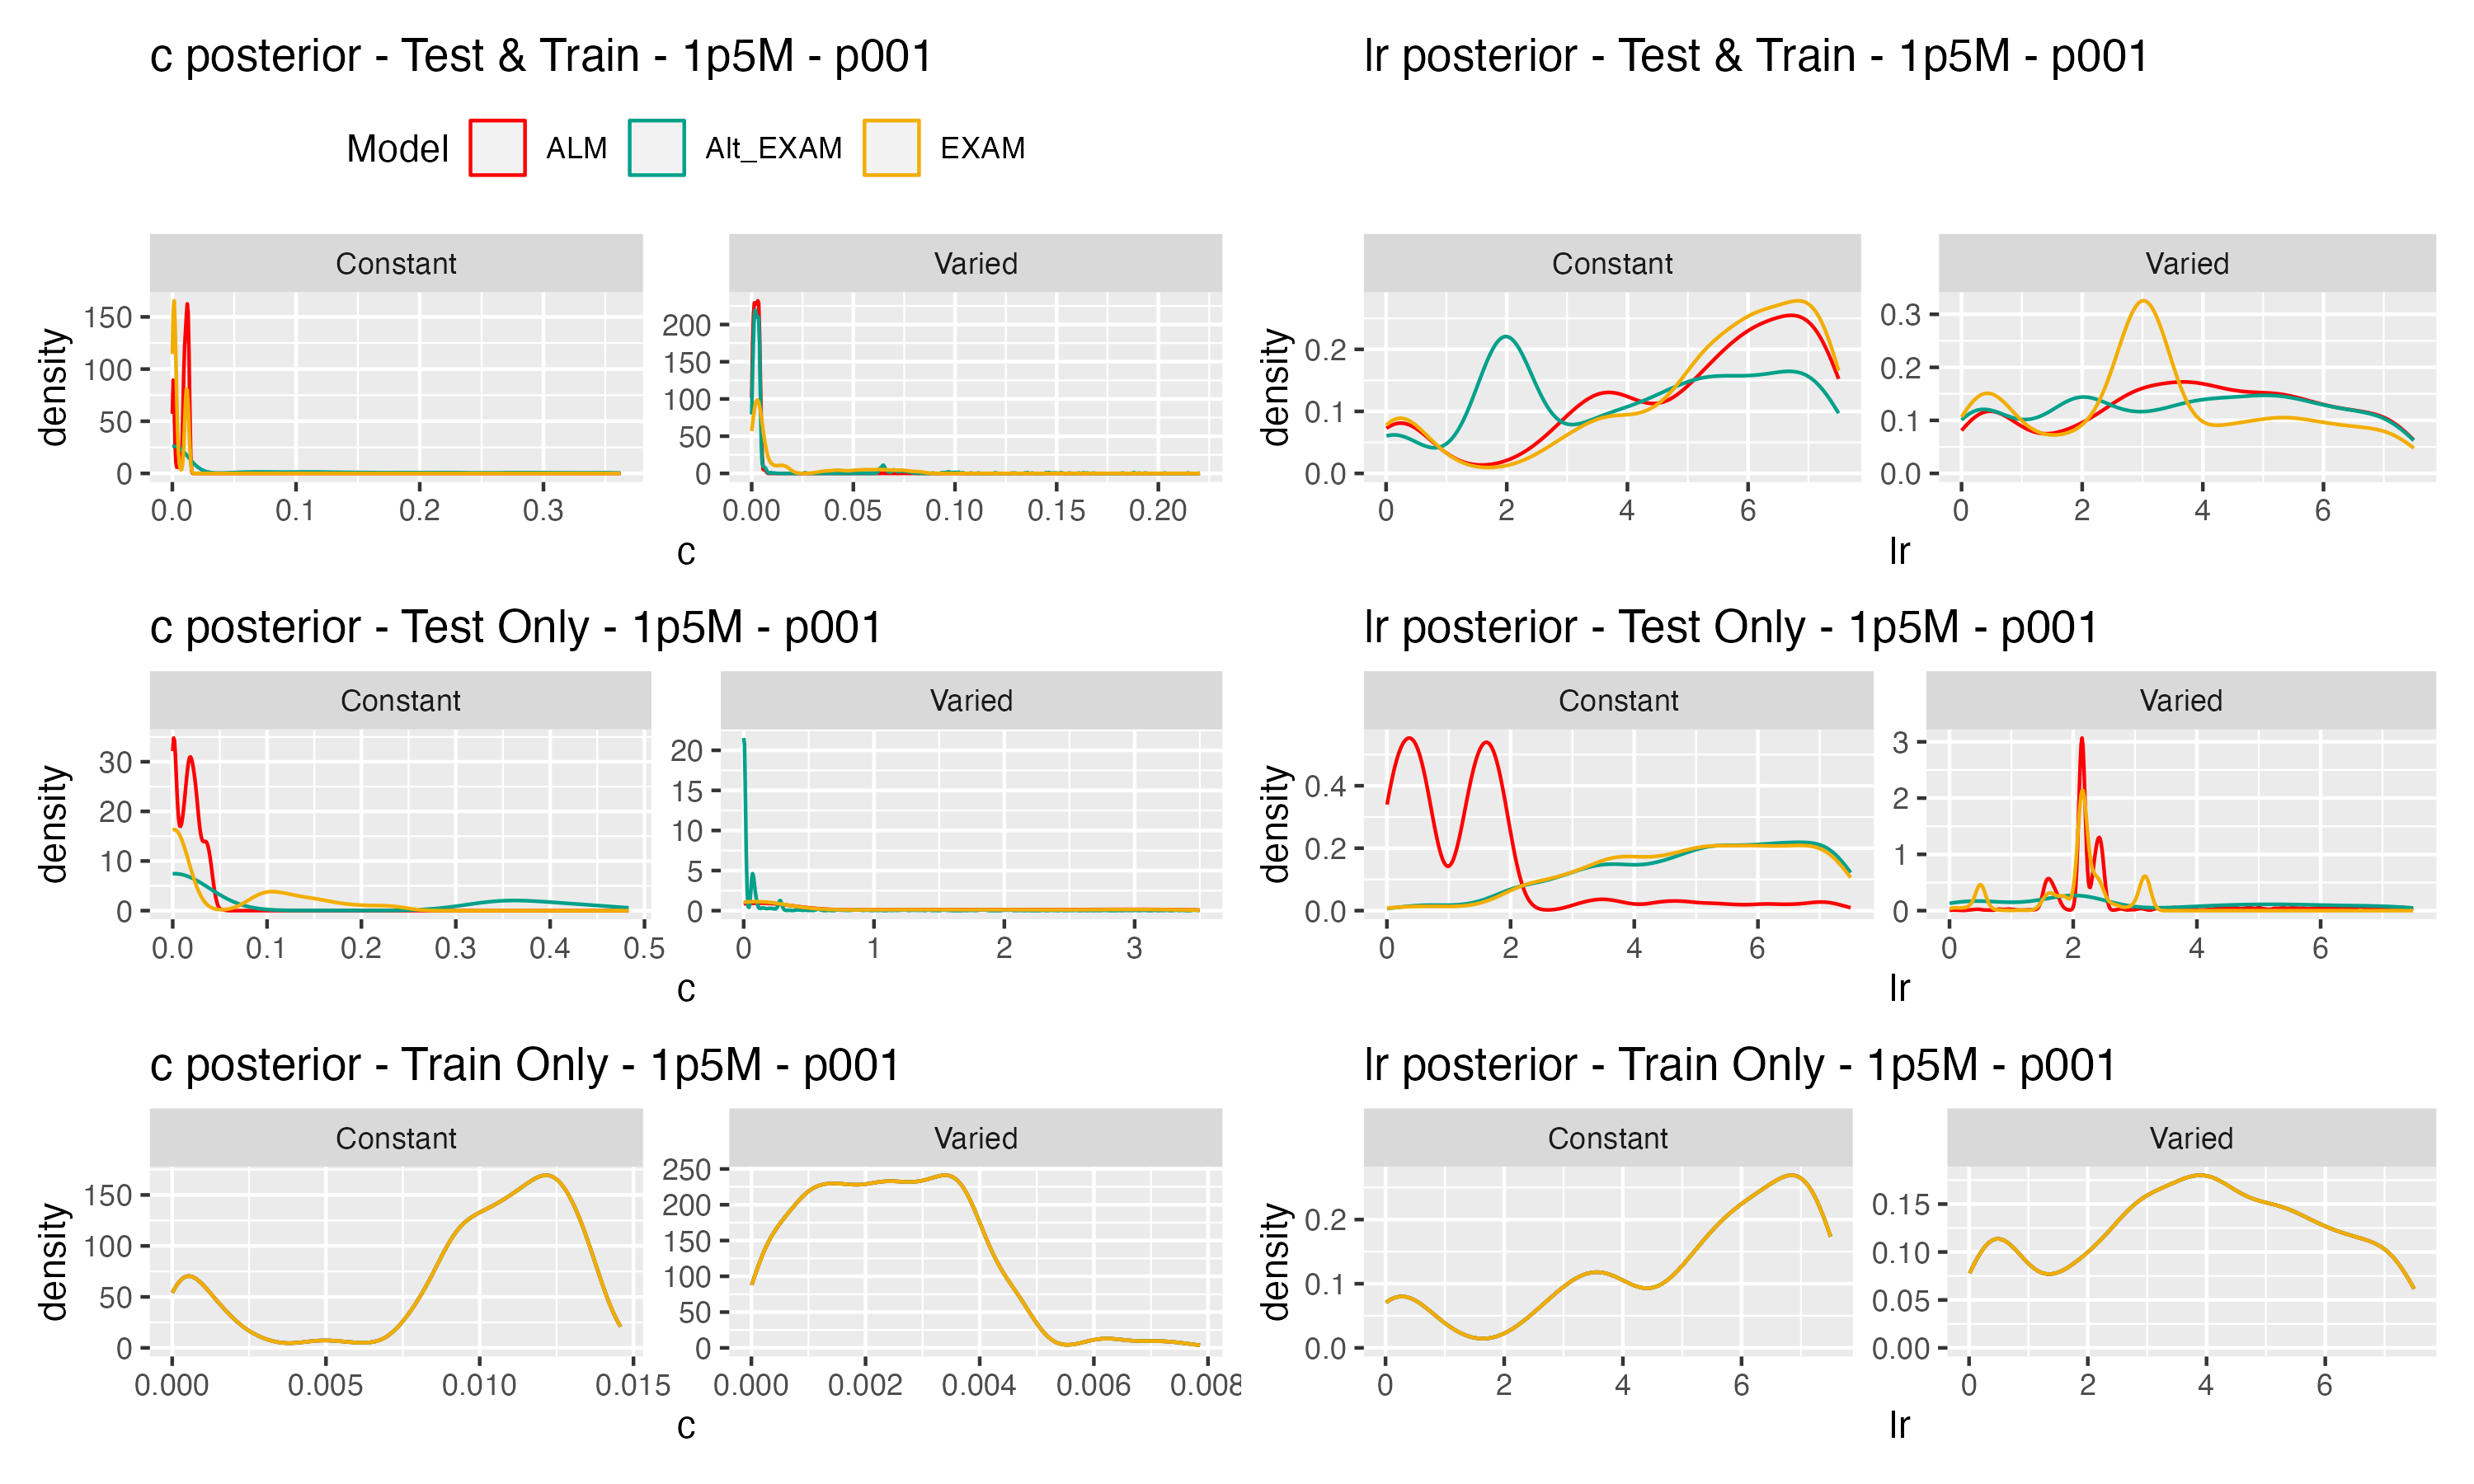 c posterior - Test & Train - 1p5M - p001
Model ALM Alt_EXAM EXAM
Constant Varied
density
150
100
50
0
200
150
100
50
0
0.0 0.1 0.2 0.3
0.00 0.05 0.10 0.15 0.20
c
lr posterior - Test & Train - 1p5M - p001
Constant Varied
density
0.2
0.1
0.0
0.3
0.2
0.1
0.0
0 2 4 6
0 2 4 6
lr
c posterior - Test Only - 1p5M - p001
Constant Varied
density
30
20
10
0
20
15
10
5
0
0.0 0.1 0.2 0.3 0.4 0.5
0 1 2 3
c
lr posterior - Test Only - 1p5M - p001
Constant Varied
density
0.4
0.2
0.0
3
2
1
0
0 2 4 6
0 2 4 6
lr
c posterior - Train Only - 1p5M - p001
Constant Varied
density
150
100
50
0
250
200
150
100
50
0
0.000 0.005 0.010 0.015
0.000 0.002 0.004 0.006 0.008
c
lr posterior - Train Only - 1p5M - p001
Constant Varied
density
0.2
0.1
0.0
0.15
0.10
0.05
0.00
0 2 4 6
0 2 4 6
lr